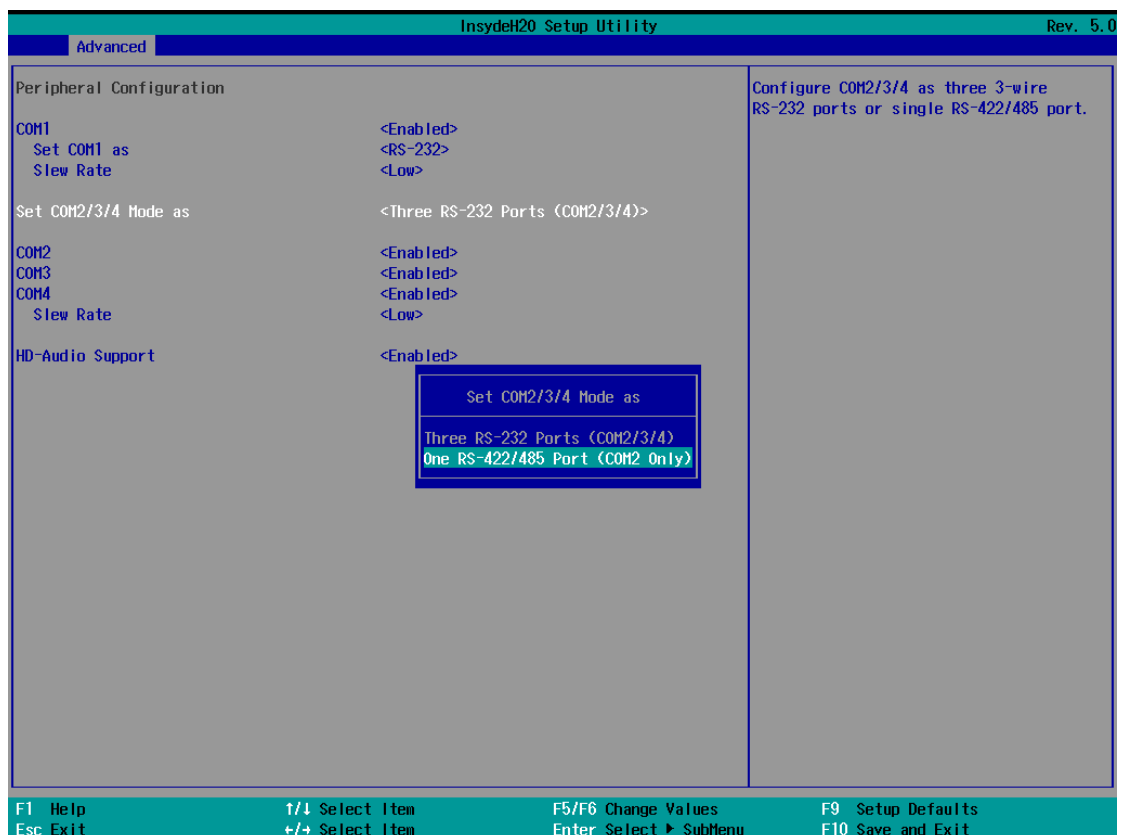 InsydeH20 Setup Utility Rev. 5.0
Advanced
Peripheral Configuration
COM1 <Enabled>
Set COM1 as <RS-232>
Slew Rate <Low>
Set COM2/3/4 Mode as <Three RS-232 Ports (COM2/3/4)>
COM2 <Enabled>
COM3 <Enabled>
COM4 <Enabled>
Slew Rate <Low>
HD-Audio Support <Enabled>
Set COM2/3/4 Mode as
Three RS-232 Ports (COM2/3/4)
One RS-422/485 Port (COM2 Only)
Configure COM2/3/4 as three 3-wire
RS-232 ports or single RS-422/485 port.
F1 Help ↑/↓ Select Item F5/F6 Change Values F9 Setup Defaults
Esc Exit ←/→ Select Item Enter Select ▶ SubMenu F10 Save and Exit